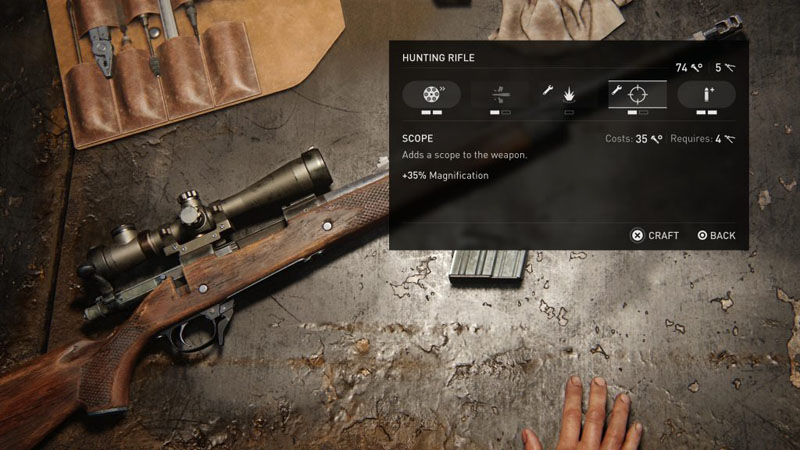 HUNTING RIFLE
74 5
SCOPE Costs: 35 Requires: 4
Adds a scope to the weapon.
+35% Magnification
CRAFT BACK